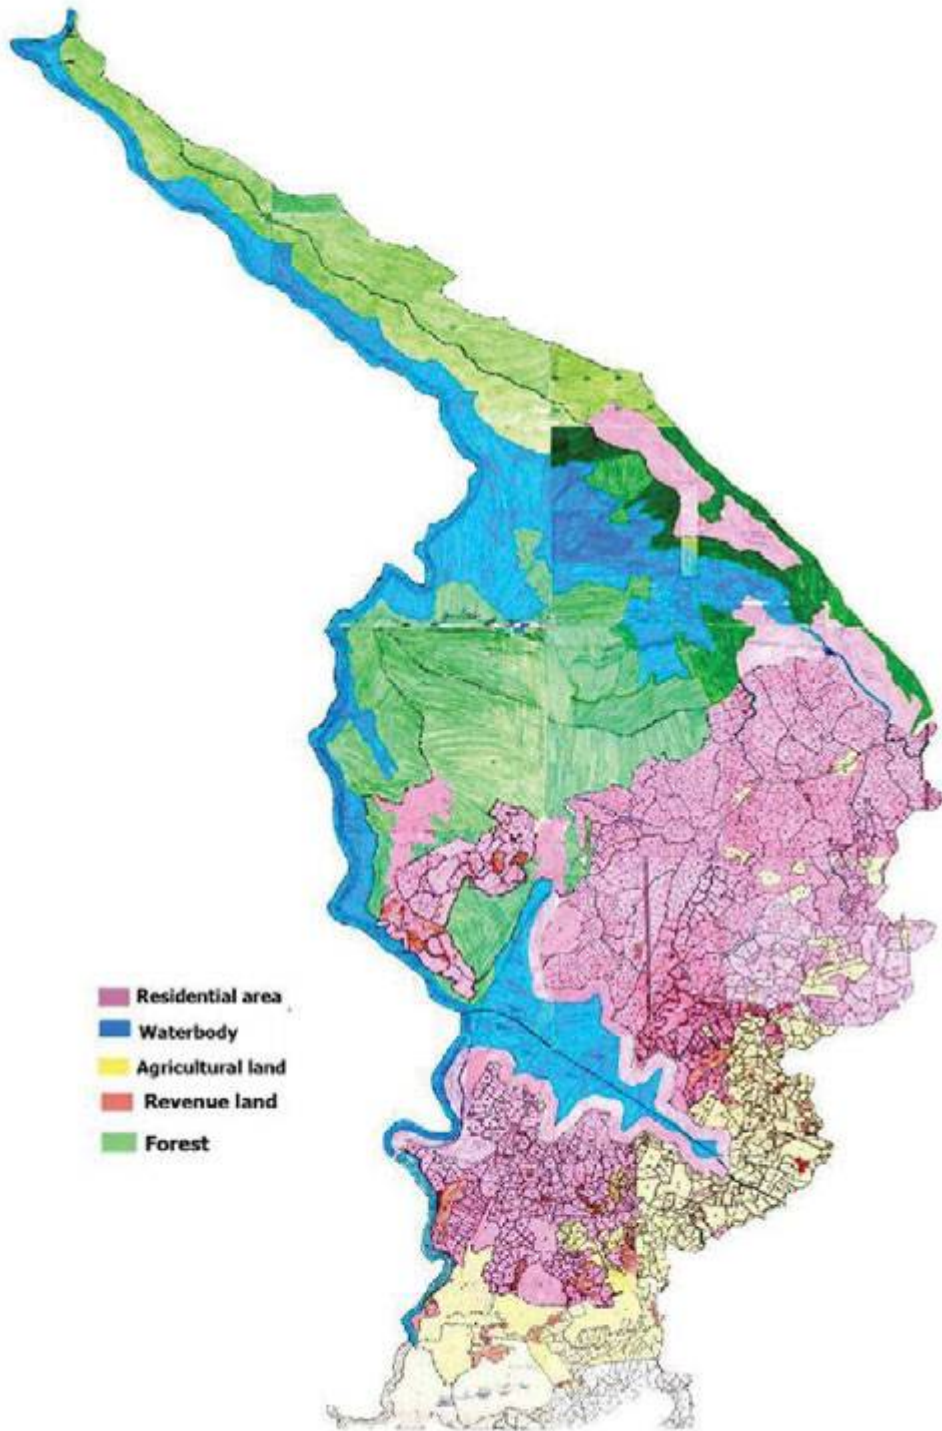 Residential area
Waterbody
Agricultural land
Revenue land
Forest